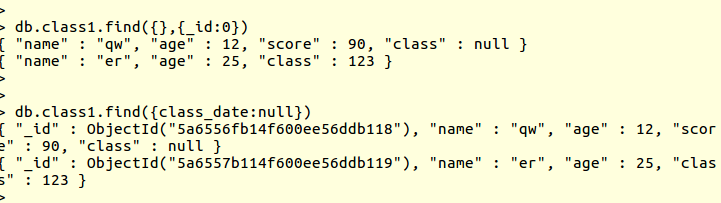 >
> db.class1.find({},{_id:0})
{ "name" : "qw", "age" : 12, "score" : 90, "class" : null }
{ "name" : "er", "age" : 25, "class" : 123 }
>
>
> db.class1.find({class_date:null})
{ "_id" : ObjectId("5a6556fb14f600ee56ddb118"), "name" : "qw", "age" : 12, "scor
e" : 90, "class" : null }
{ "_id" : ObjectId("5a6557b114f600ee56ddb119"), "name" : "er", "age" : 25, "clas
s" : 123 }
>